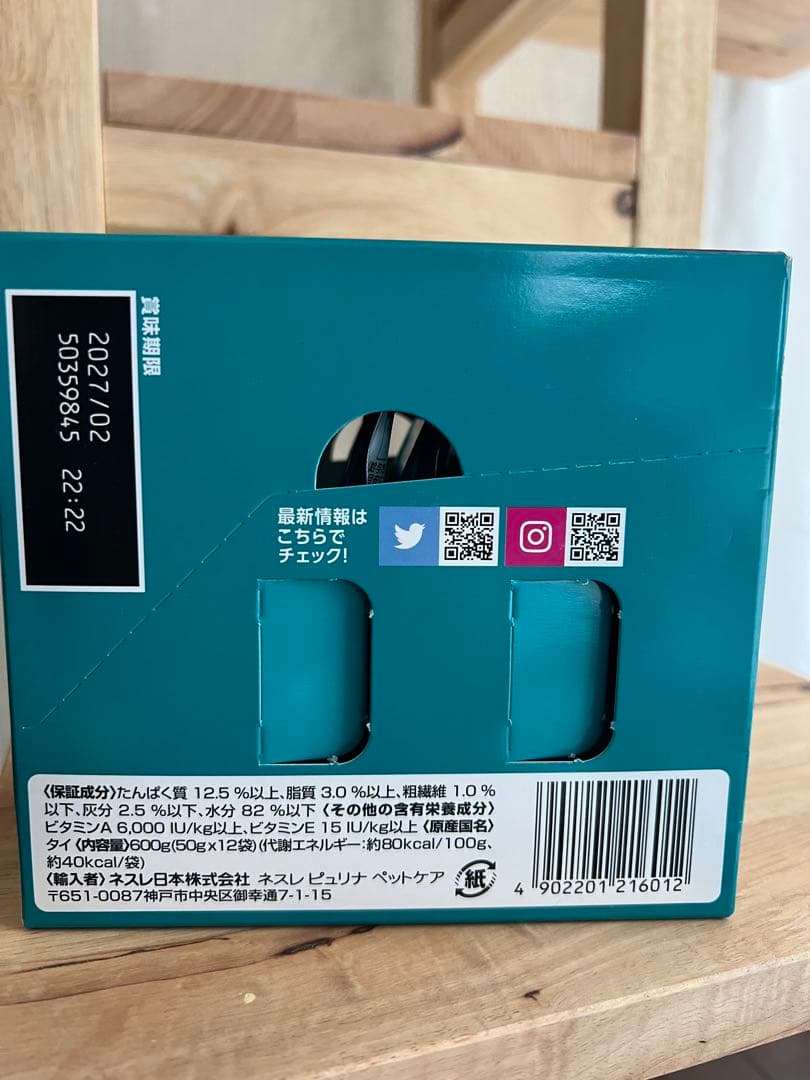 賞味期限
2027/02
50359845 22:22
最新情報は
こちらで
チェック!
〈保証成分〉たんぱく質 12.5 %以上、脂質 3.0 %以上、粗繊維 1.0 %
以下、灰分 2.5 %以下、水分 82 %以下〈その他の含有栄養成分〉
ビタミンA 6,000 IU/kg以上、ビタミンE 15 IU/kg以上〈原産国名〉
タイ〈内容量〉600g(50g×12袋)(代謝エネルギー:約80kcal/100g、
約40kcal/袋)
〈輸入者〉ネスレ日本株式会社 ネスレ ピュリナ ペットケア
〒651-0087神戸市中央区御幸通7-1-15
紙
4 902201 216012